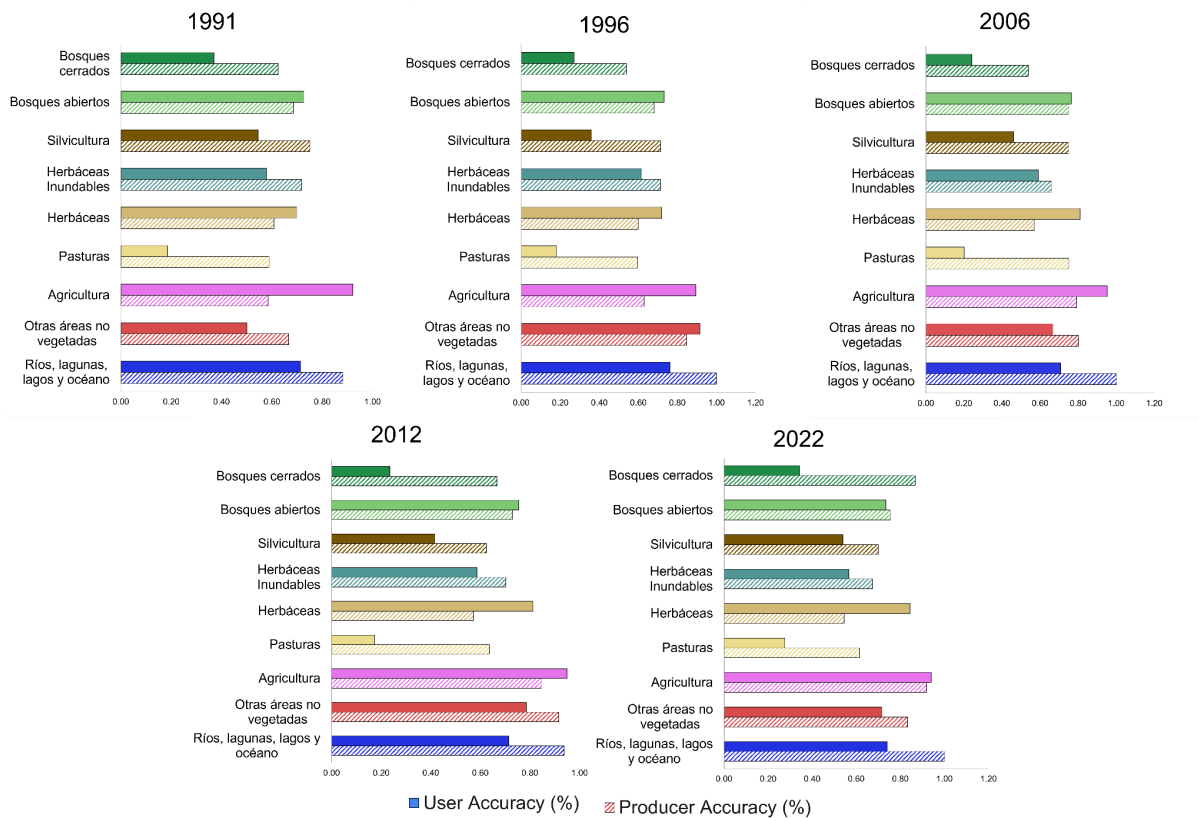 1991
Bosques
cerrados
Bosques abiertos
Silvicultura
Herbáceas
Inundables
Herbáceas
Pasturas
Agricultura
Otras áreas no
vegetadas
Ríos, lagunas,
lagos y océano
0.00 0.20 0.40 0.60 0.80 1.00
1996
Bosques cerrados
Bosques abiertos
Silvicultura
Herbáceas
Inundables
Herbáceas
Pasturas
Agricultura
Otras áreas no
vegetadas
Ríos, lagunas,
lagos y océano
0.00 0.20 0.40 0.60 0.80 1.00 1.20
2006
Bosques cerrados
Bosques abiertos
Silvicultura
Herbáceas
Inundables
Herbáceas
Pasturas
Agricultura
Otras áreas no
vegetadas
Ríos, lagunas,
lagos y océano
0.00 0.20 0.40 0.60 0.80 1.00 1.20
2012
Bosques cerrados
Bosques abiertos
Silvicultura
Herbáceas
Inundables
Herbáceas
Pasturas
Agricultura
Otras áreas no
vegetadas
Ríos, lagunas, lagos y
océano
0.00 0.20 0.40 0.60 0.80 1.00
2022
Bosques cerrados
Bosques abiertos
Silvicultura
Herbáceas
Inundables
Herbáceas
Pasturas
Agricultura
Otras áreas no
vegetadas
Ríos, lagunas, lagos
y océano
0.00 0.20 0.40 0.60 0.80 1.00 1.20
User Accuracy (%) Producer Accuracy (%)